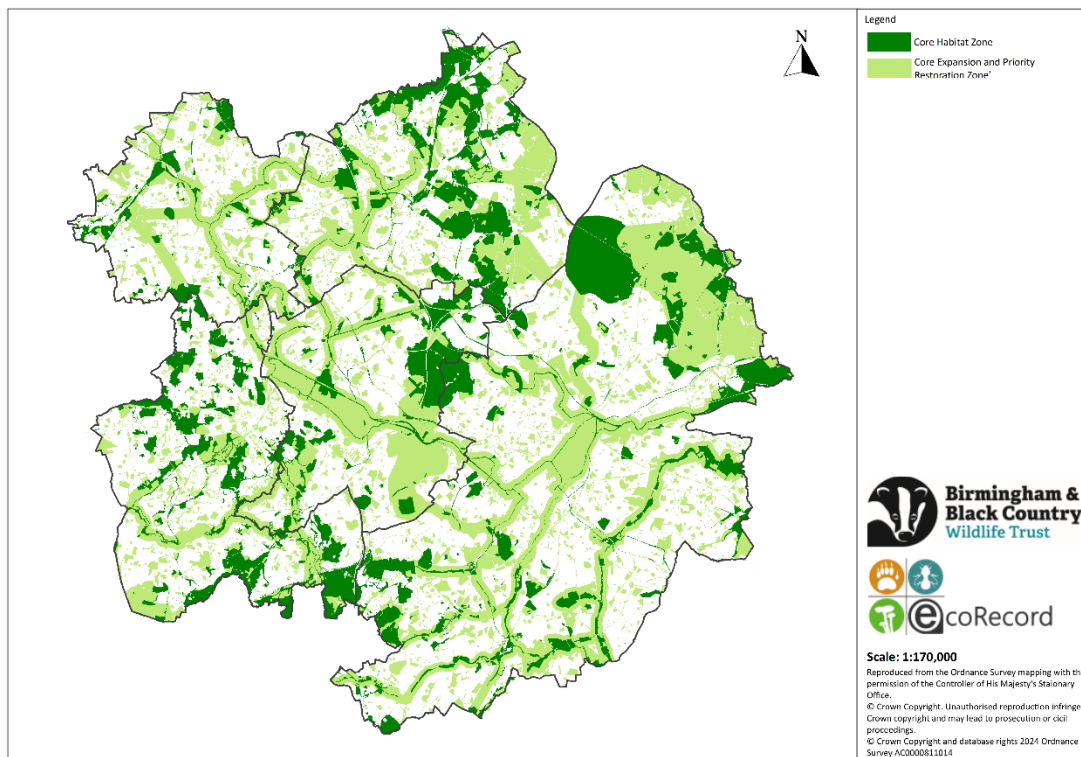 Legend
Core Habitat Zone
Core Expansion and Priority
Restoration Zone'
N
Birmingham &
Black Country
Wildlife Trust
ecoRecord
Scale: 1:170,000
Reproduced from the Ordnance Survey mapping with th
permission of the Controller of His Majesty's Staionary
Office.
© Crown Copyright. Unauthorised reproduction infringe
Crown copyright and may lead to prosecution or cicil
proceedings.
© Crown Copyright and database rights 2024 Ordnance
Survey AC0000811014